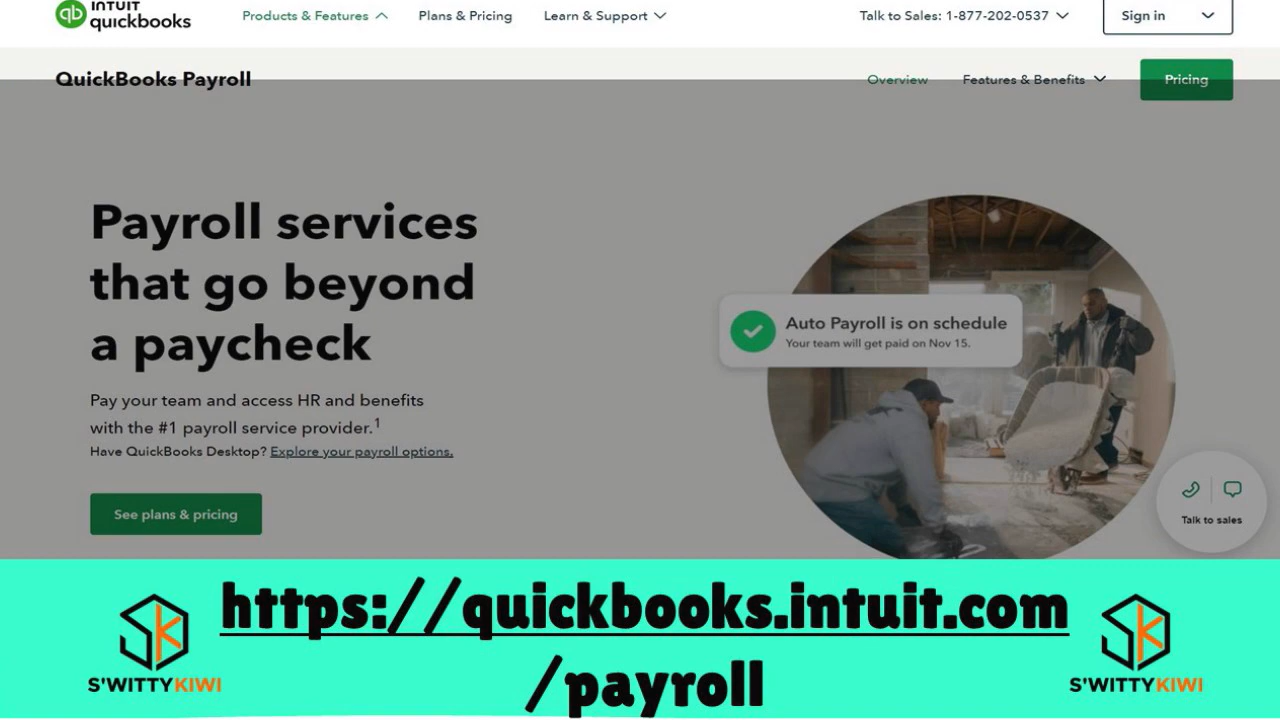 INTUIT
quickbooks
Products & Features
Plans & Pricing
Learn & Support
Talk to Sales: 1-877-202-0537
Sign in
QuickBooks Payroll
Overview
Features & Benefits
Pricing
Payroll services
that go beyond
a paycheck
Pay your team and access HR and benefits
with the #1 payroll service provider.1
Have QuickBooks Desktop? Explore your payroll options.
See plans & pricing
Auto Payroll is on schedule
Your team will get paid on Nov 15.
Talk to sales
https://quickbooks.intuit.com
/payroll
S'WITTYKIWI
S'WITTYKIWI